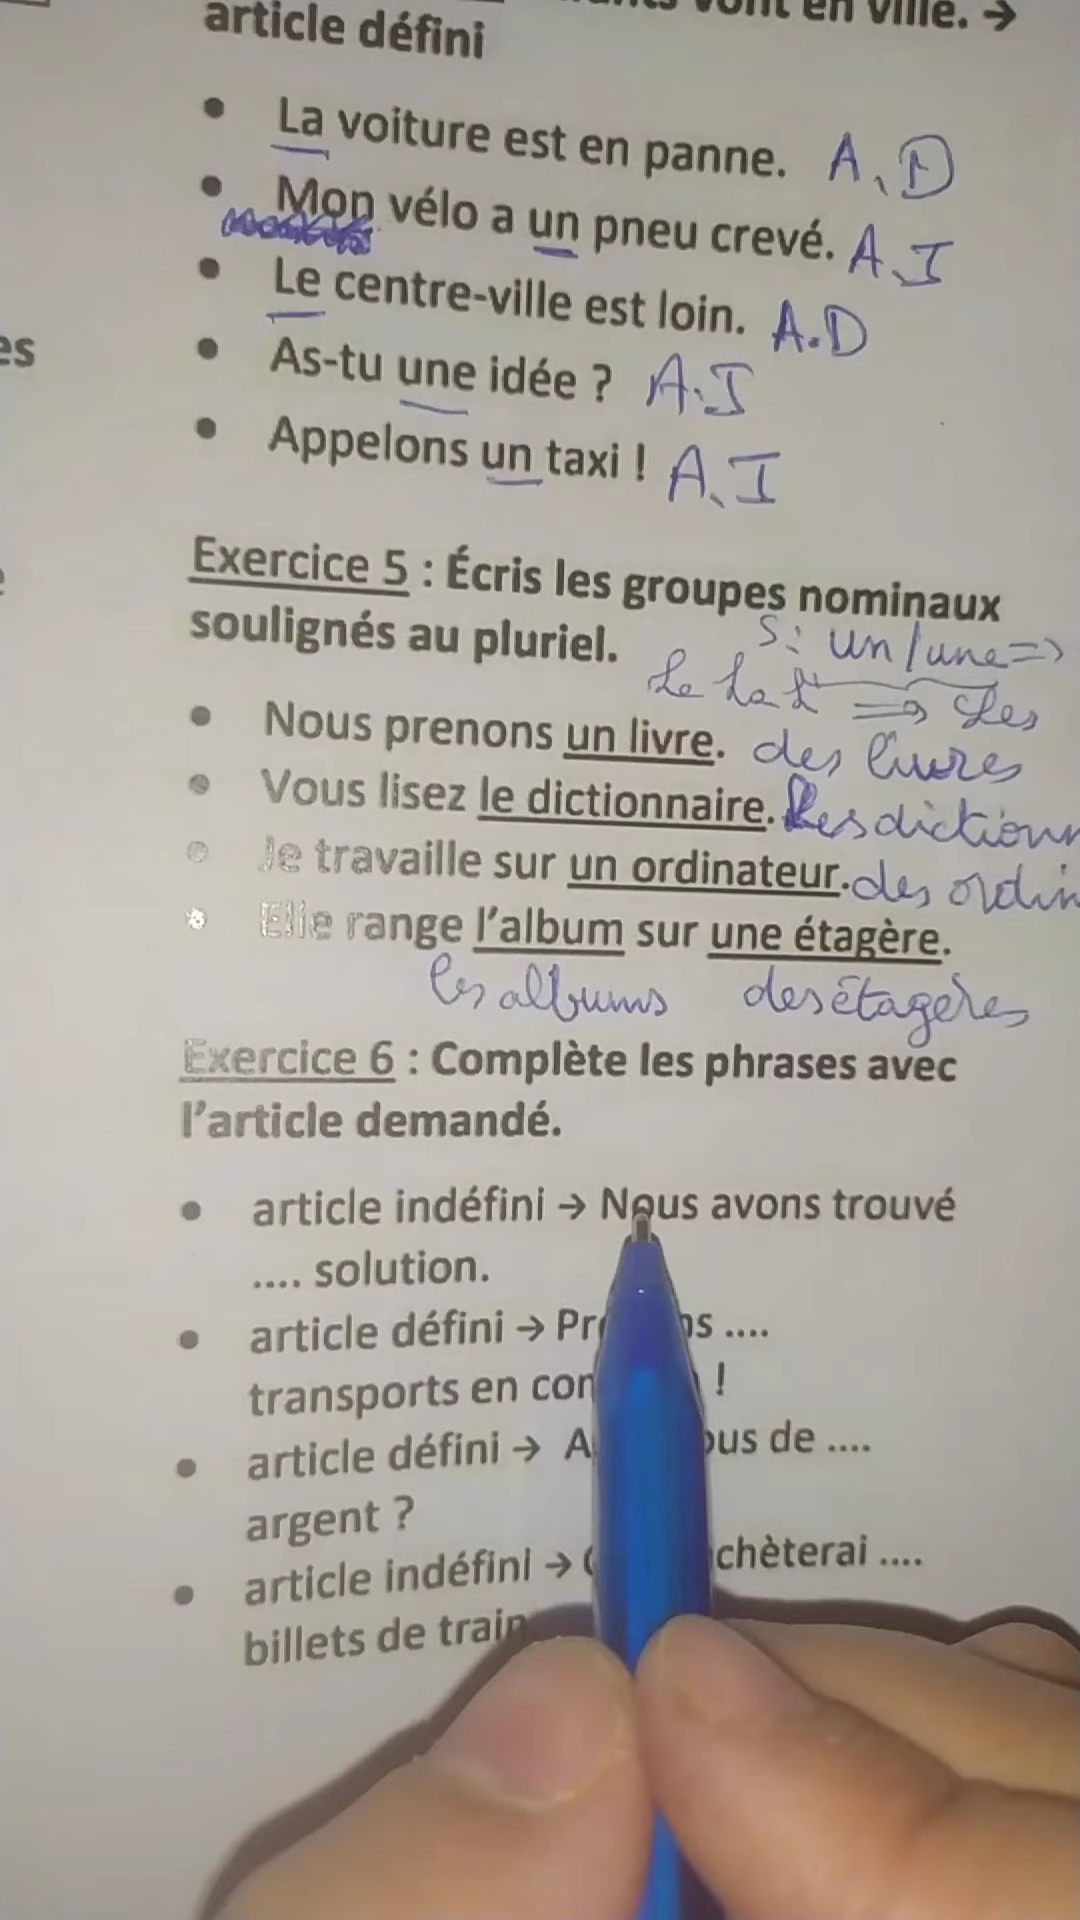 vont en ville. →
article défini
• La voiture est en panne. A.D
• Mon vélo a un pneu crevé. A.I
• Le centre-ville est loin. A.D
es
• As-tu une idée ? A.I
• Appelons un taxi ! A.I
Exercice 5 : Écris les groupes nominaux
soulignés au pluriel.
S: un/une =>
le la l' => les
• Nous prenons un livre. des livres
• Vous lisez le dictionnaire. Les diction
• Je travaille sur un ordinateur. des ordin
• Elle range l'album sur une étagère.
les albums des étagères
Exercice 6 : Complète les phrases avec
l'article demandé.
• article indéfini → Nous avons trouvé
.... solution.
• article défini → Pr ns ....
transports en co !
• article défini → A ous de ....
argent ?
• article indéfini → chèterai ....
billets de train